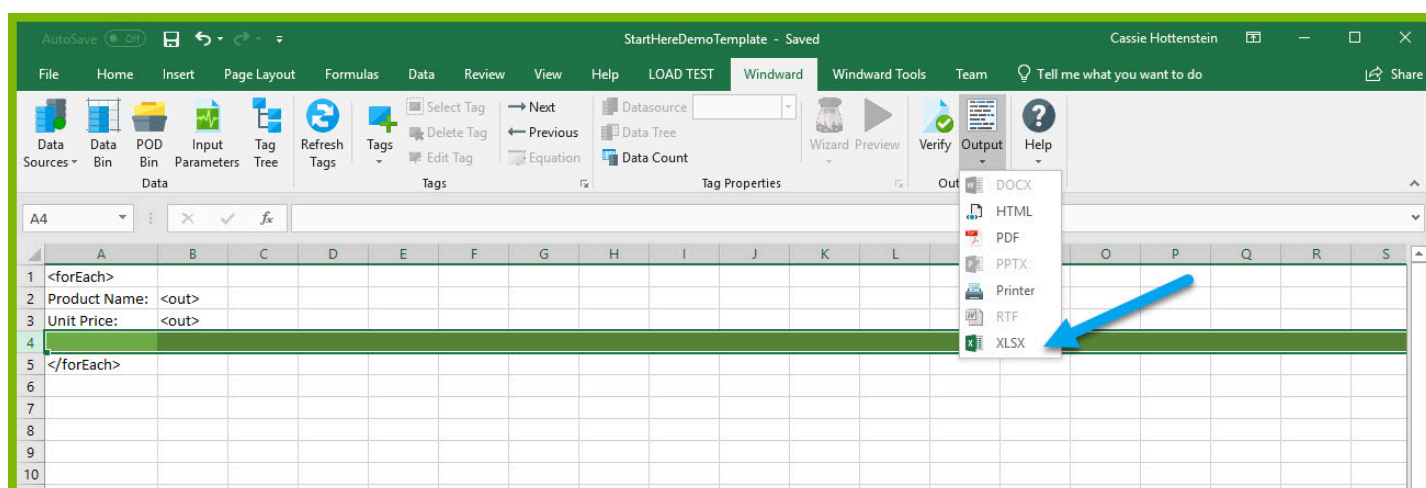 AutoSave Off StartHereDemoTemplate - Saved Cassie Hottenstein
File Home Insert Page Layout Formulas Data Review View Help LOAD TEST Windward Windward Tools Team Tell me what you want to do Share
Select Tag Next Datasource
Delete Tag Previous Data Tree
Edit Tag Equation Data Count
Data Data POD Input Tag Refresh Tags Wizard Preview Verify Output Help
Sources Bin Bin Parameters Tree Tags
Data Tags Tag Properties Out
DOCX
HTML
PDF
PPTX
Printer
RTF
XLSX
A4 fx
A B C D E F G H I J K L O P Q R S
1 <forEach>
2 Product Name: <out>
3 Unit Price: <out>
4
5 </forEach>
6
7
8
9
10